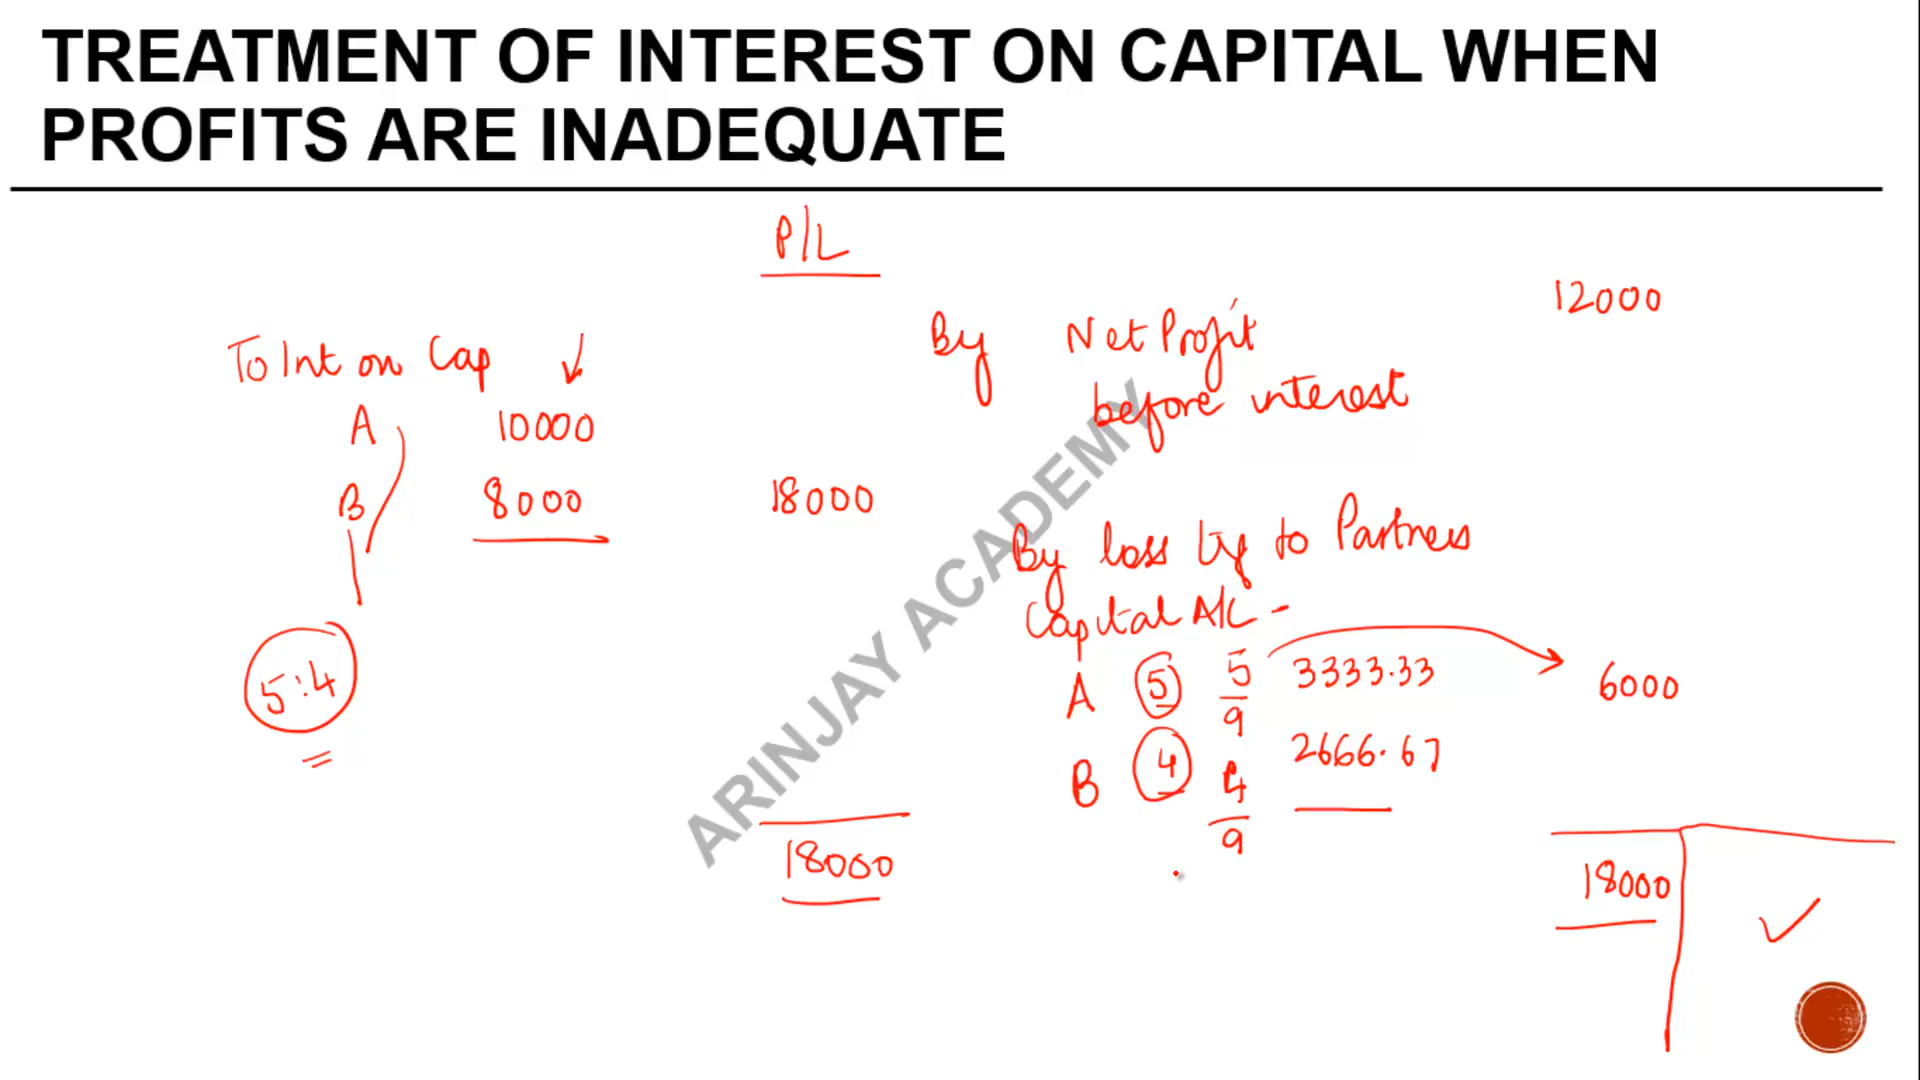 TREATMENT OF INTEREST ON CAPITAL WHEN
PROFITS ARE INADEQUATE
P/L
To Int on Cap
A 10000
B 8000 18000
5:4
18000
By Net Profit 12000
before interest
By loss to Partners
Capital A/C -
A 5 5/9 3333.33 6000
B 4 4/9 2666.67
18000
ARINJAY ACADEMY